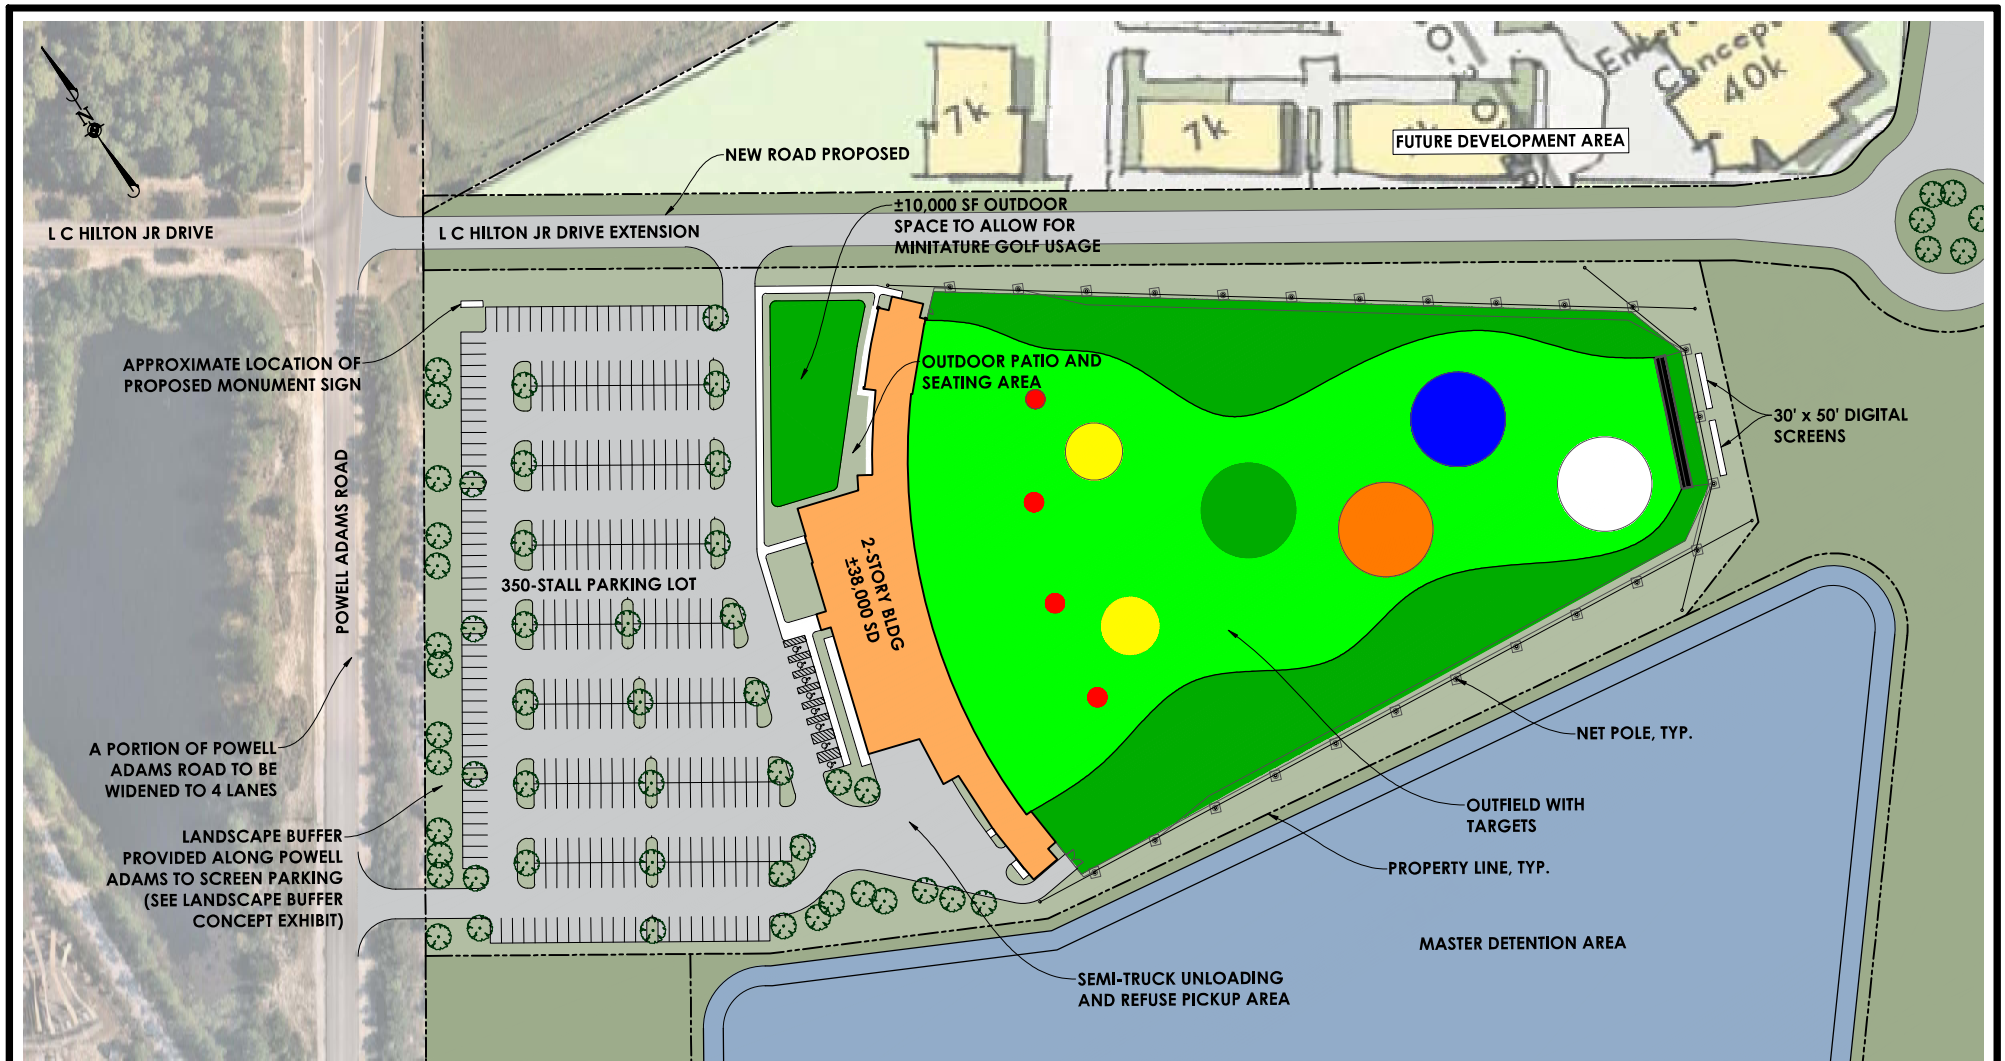 N
L C HILTON JR DRIVE
L C HILTON JR DRIVE EXTENSION
NEW ROAD PROPOSED
±10,000 SF OUTDOOR
SPACE TO ALLOW FOR
MINITATURE GOLF USAGE
7k
7k
Concep
40k
FUTURE DEVELOPMENT AREA
APPROXIMATE LOCATION OF
PROPOSED MONUMENT SIGN
OUTDOOR PATIO AND
SEATING AREA
30' x 50' DIGITAL
SCREENS
POWELL ADAMS ROAD
350-STALL PARKING LOT
2-STORY BLDG
±38,000 SD
A PORTION OF POWELL
ADAMS ROAD TO BE
WIDENED TO 4 LANES
LANDSCAPE BUFFER
PROVIDED ALONG POWELL
ADAMS TO SCREEN PARKING
(SEE LANDSCAPE BUFFER
CONCEPT EXHIBIT)
NET POLE, TYP.
OUTFIELD WITH
TARGETS
PROPERTY LINE, TYP.
MASTER DETENTION AREA
SEMI-TRUCK UNLOADING
AND REFUSE PICKUP AREA